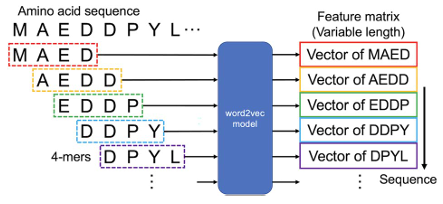 Amino acid sequence
M A E D D P Y L ...
M A E D
A E D D
E D D P
D D P Y
4-mers D P Y L
⋮
word2vec
model
Feature matrix
(Variable length)
Vector of MAED
Vector of AEDD
Vector of EDDP
Vector of DDPY
Vector of DPYL
⋮
Sequence